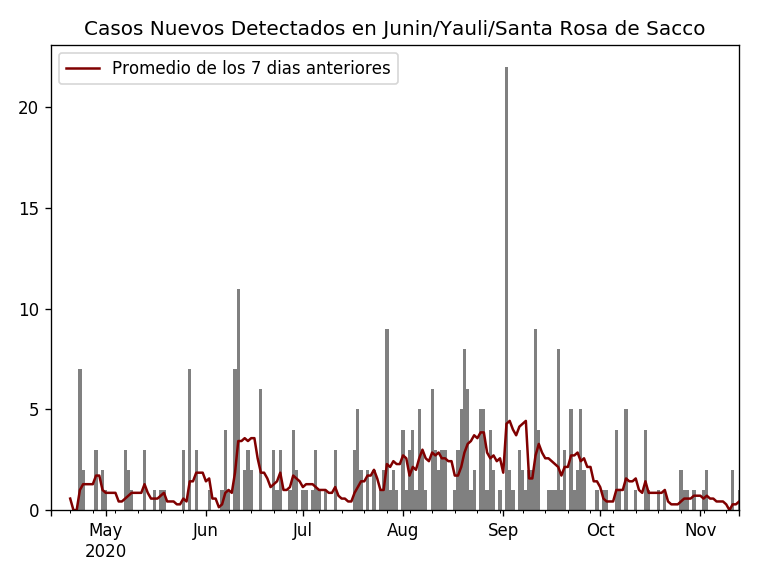 Casos Nuevos Detectados en Junin/Yauli/Santa Rosa de Sacco
Promedio de los 7 dias anteriores
20
15
10
5
0
May Jun Jul Aug Sep Oct Nov
2020